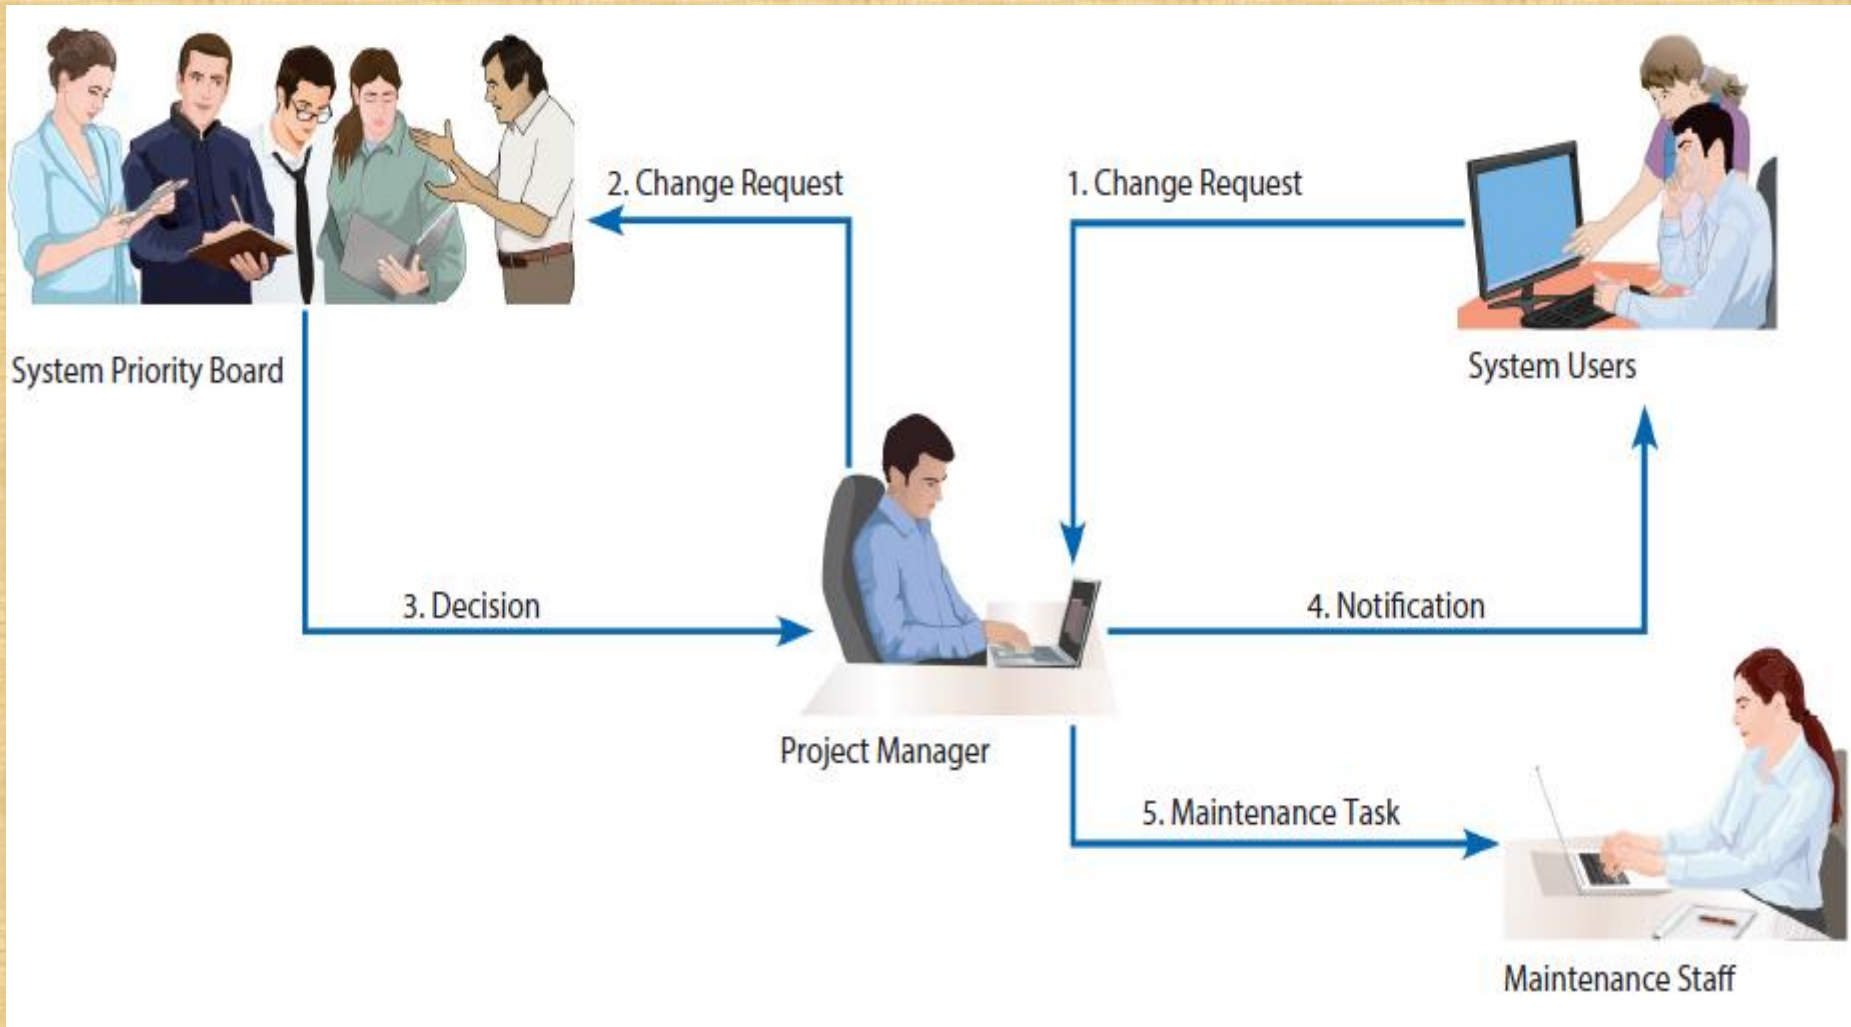 2. Change Request
1. Change Request
System Priority Board
System Users
3. Decision
4. Notification
Project Manager
5. Maintenance Task
Maintenance Staff